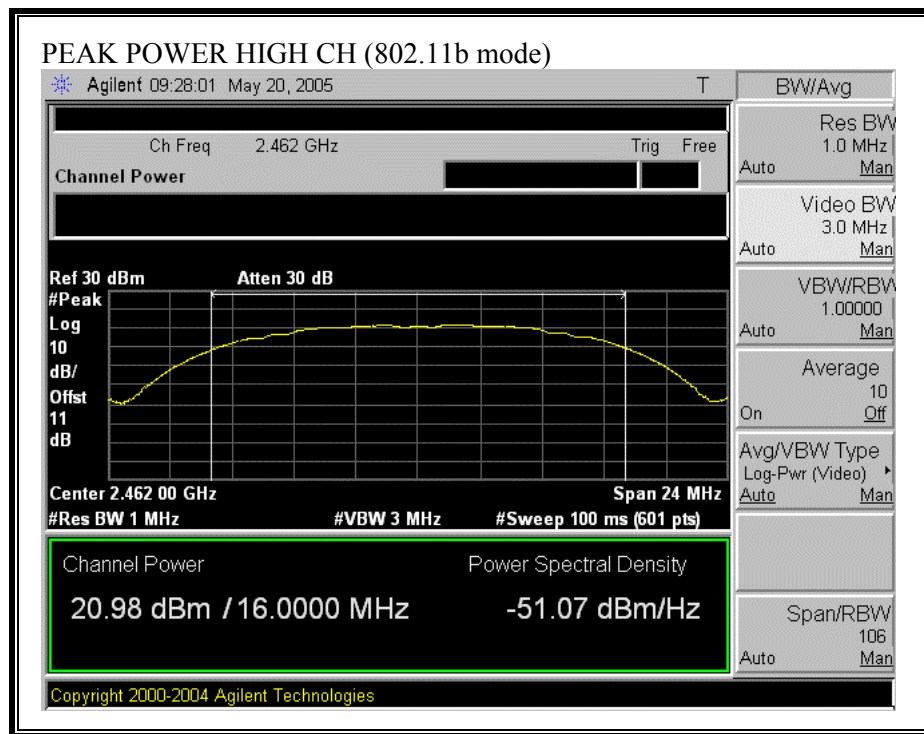 PEAK POWER HIGH CH (802.11b mode)
Agilent 09:28:01 May 20, 2005 T
BW/Avg
Ch Freq 2.462 GHz Trig Free
Channel Power
Ref 30 dBm Atten 30 dB
#Peak
Log
10
dB/
Offst
11
dB
Center 2.462 00 GHz Span 24 MHz
#Res BW 1 MHz #VBW 3 MHz #Sweep 100 ms (601 pts)
Channel Power Power Spectral Density
20.98 dBm / 16.0000 MHz -51.07 dBm/Hz
Copyright 2000-2004 Agilent Technologies
Res BW
1.0 MHz
Auto Man
Video BW
3.0 MHz
Auto Man
VBW/RBW
1.00000
Auto Man
Average
10
On Off
Avg/VBW Type
Log-Pwr (Video)
Auto Man
Span/RBW
106
Auto Man